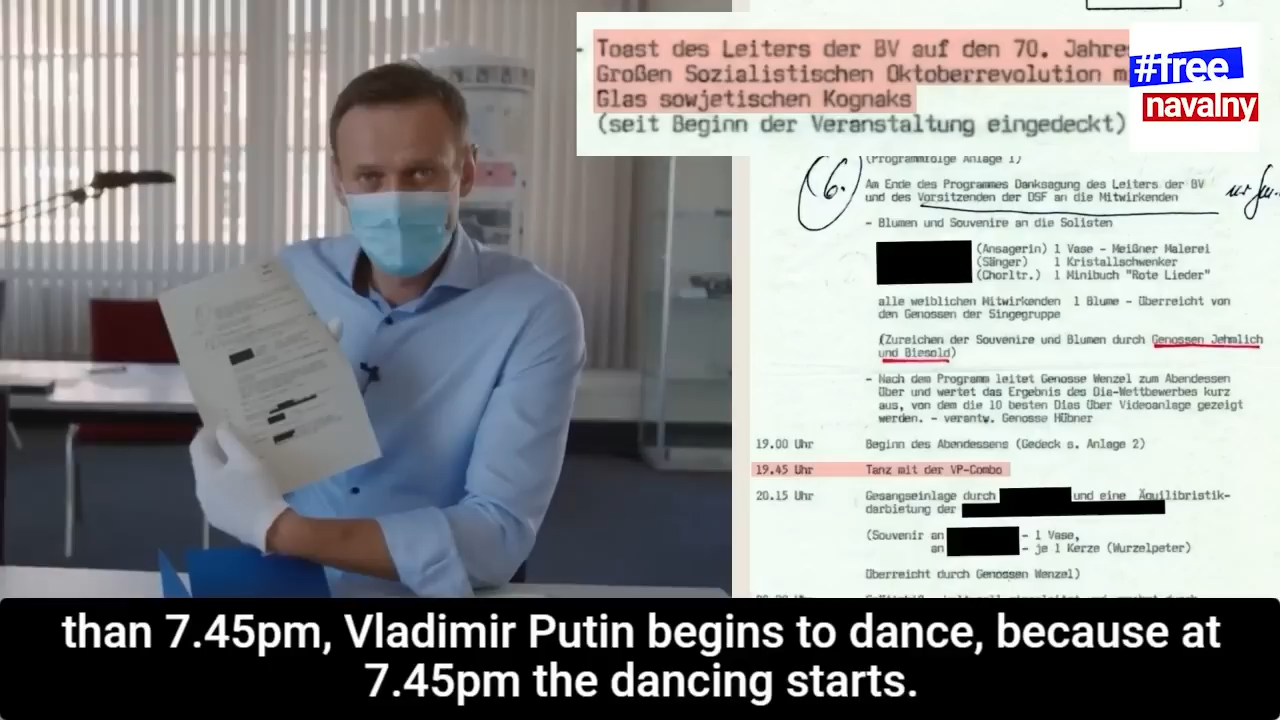 Toast des Leiters der BV auf den 70. Jahre
Großen Sozialistischen Oktoberrevolution m
Glas sowjetischen Kognaks
(seit Beginn der Veranstaltung eingedeckt)
#free
navalny
(Programmfolge Anlage 1)
6.
Am Ende des Programmes Danksagung des Leiters der BV
und des Vorsitzenden der DSF an die Mitwirkenden
- Blumen und Souvenire an die Solisten
(Ansagerin) 1 Vase - Meißner Malerei
(Sänger) 1 Kristallschwenker
(Chorltr.) 1 Minibuch "Rote Lieder"
alle weiblichen Mitwirkenden 1 Blume - überreicht von
den Genossen der Singegruppe
(Zureichen der Souvenire und Blumen durch Genossen Jehmlich
und Biesold)
- Nach dem Programm leitet Genosse Wenzel zum Abendessen
über und wertet das Ergebnis des Dia-Wettbewerbes kurz
aus, von dem die 10 besten Dias über Videoanlage gezeigt
werden. - verantw. Genosse Hübner
19.00 Uhr Beginn des Abendessens (Gedeck s. Anlage 2)
19.45 Uhr Tanz mit der VP-Combo
20.15 Uhr Gesangseinlage durch und eine Äquilibristik-
darbietung der
(Souvenir an - 1 Vase,
an - je 1 Kerze (Wurzelpeter)
überreicht durch Genossen Wenzel)
than 7.45pm, Vladimir Putin begins to dance, because at
7.45pm the dancing starts.